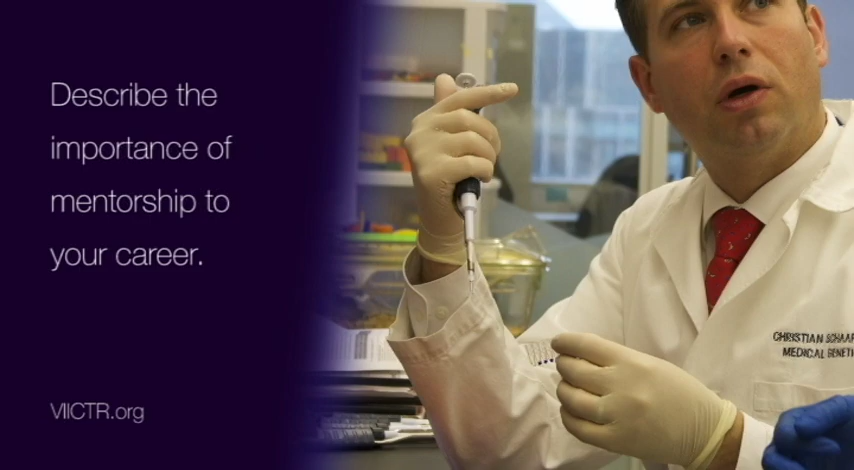 Describe the
importance of
mentorship to
your career.
VIICTR.org
CHRISTIAN
MEDICAL